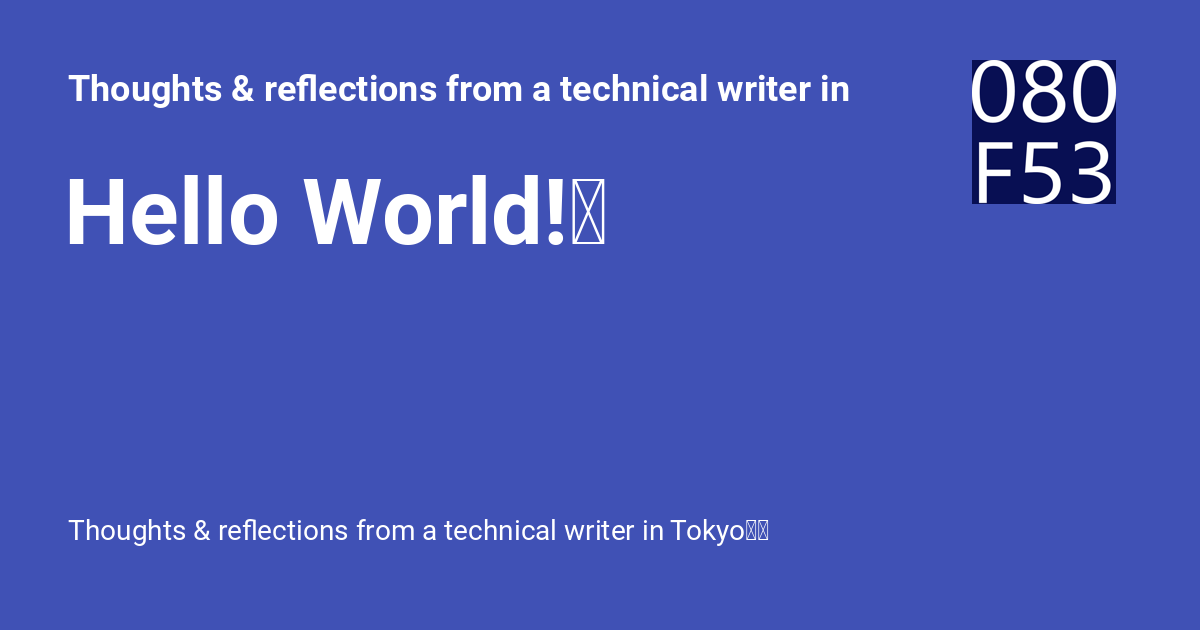 Thoughts & reflections from a technical writer in
080
F53
Hello World!
Thoughts & reflections from a technical writer in Tokyo